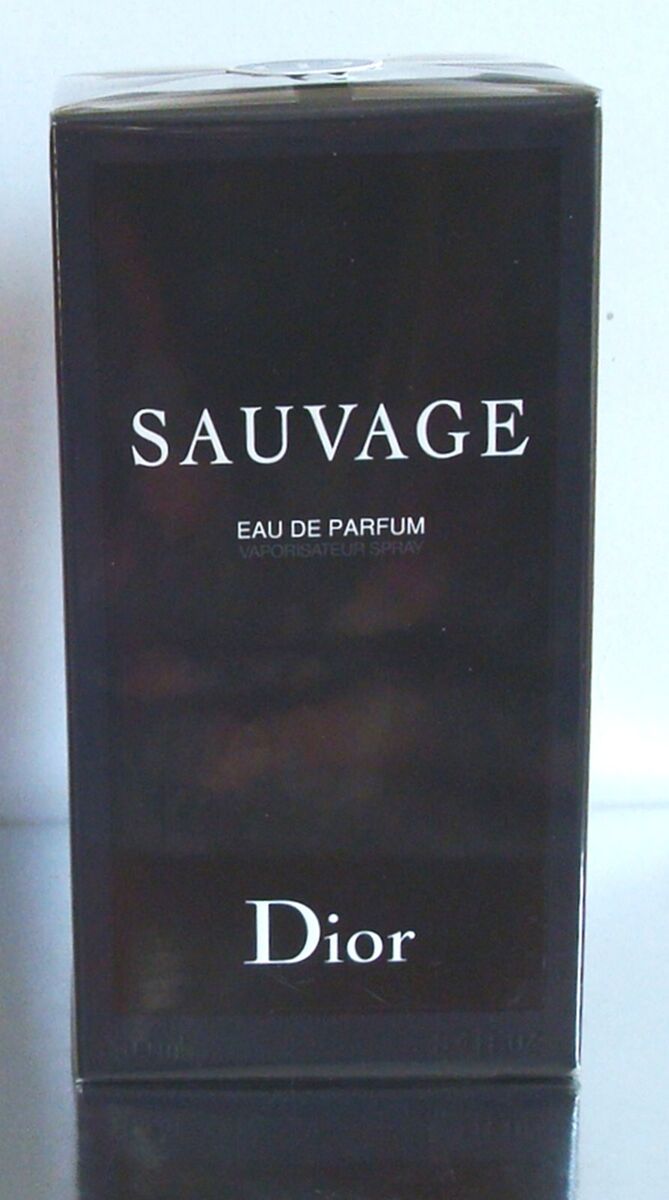 SAUVAGE
EAU DE PARFUM
VAPORISATEUR SPRAY
Dior